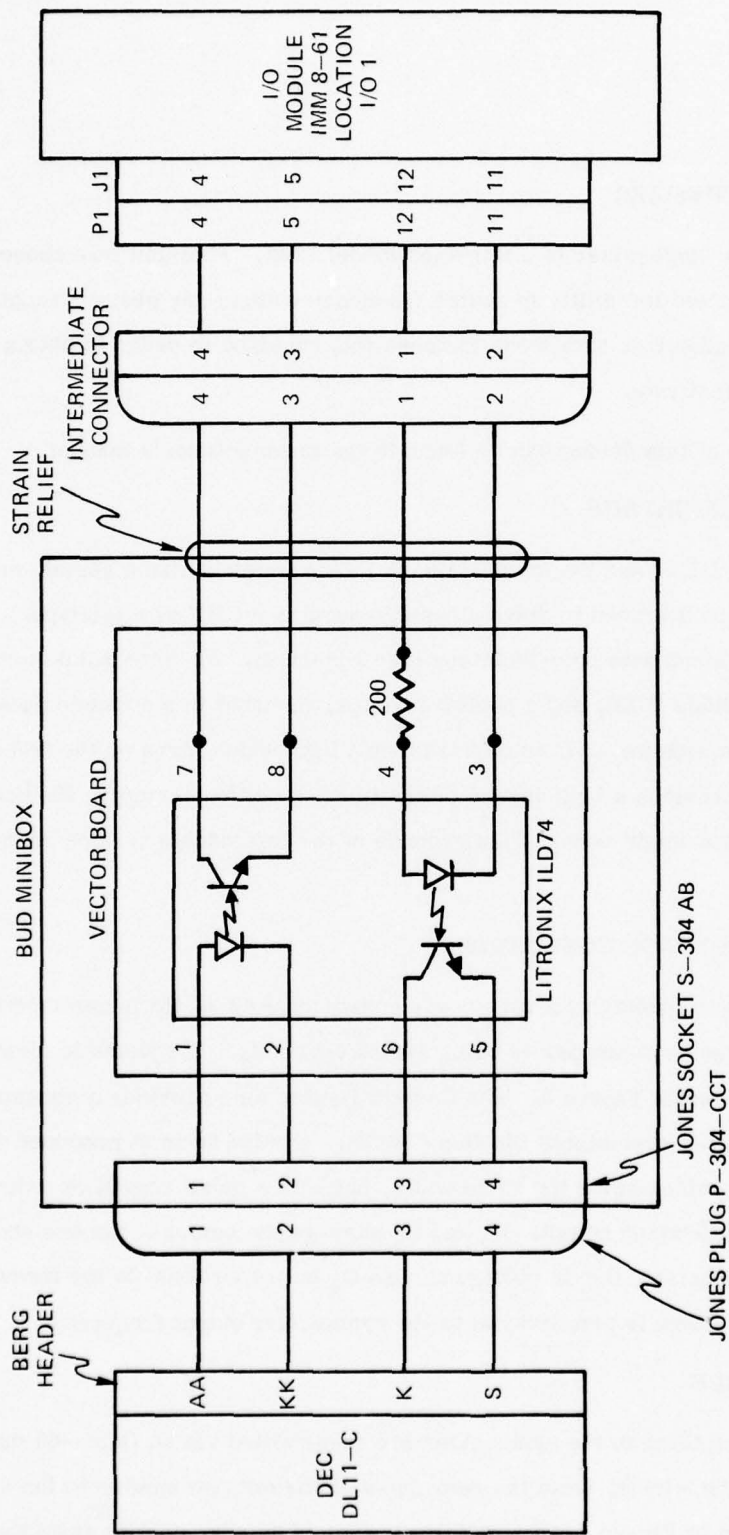 BERG
HEADER
DEC
DL11-C
AA
KK
K
S
1
2
3
4
1
2
3
4
JONES PLUG P-304-CCT
JONES SOCKET S-304 AB
BUD MINIBOX
VECTOR BOARD
1
2
6
5
7
8
4
3
200
LITRONIX ILD74
STRAIN
RELIEF
INTERMEDIATE
CONNECTOR
4
3
1
2
4
3
1
2
P1
J1
4
5
12
11
4
5
12
11
I/O
MODULE
IMM 8-61
LOCATION
I/O 1